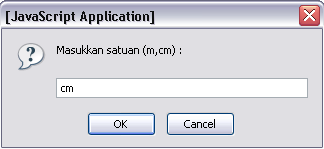 [JavaScript Application]
Masukkan satuan (m,cm) :
cm
OK
Cancel